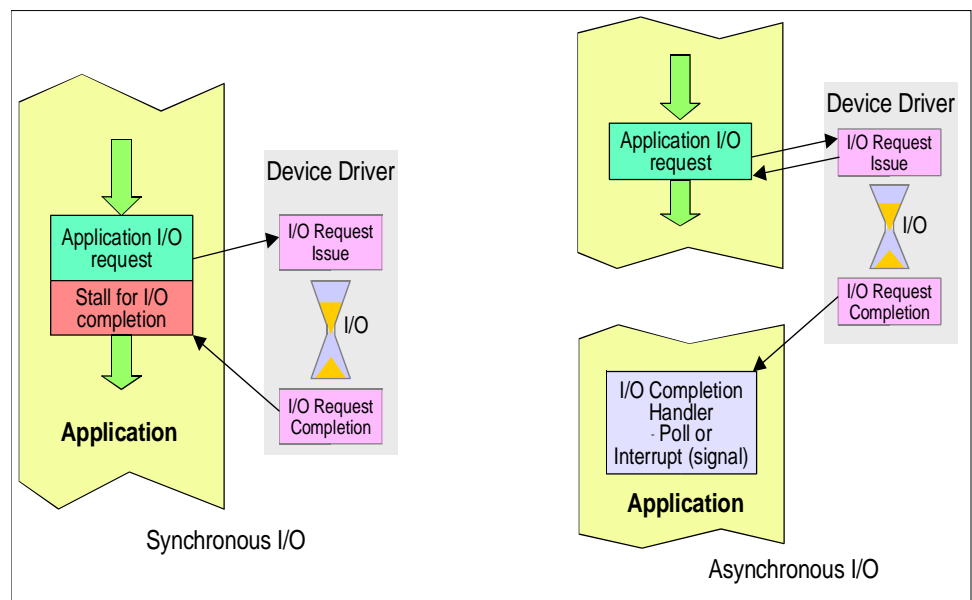 Device Driver
Application I/O
request
I/O Request
Issue
Stall for I/O
completion
I/O
I/O Request
Completion
Application
Synchronous I/O
Device Driver
Application I/O
request
I/O Request
Issue
I/O
I/O Request
Completion
I/O Completion
Handler
- Poll or
Interrupt (signal)
Application
Asynchronous I/O